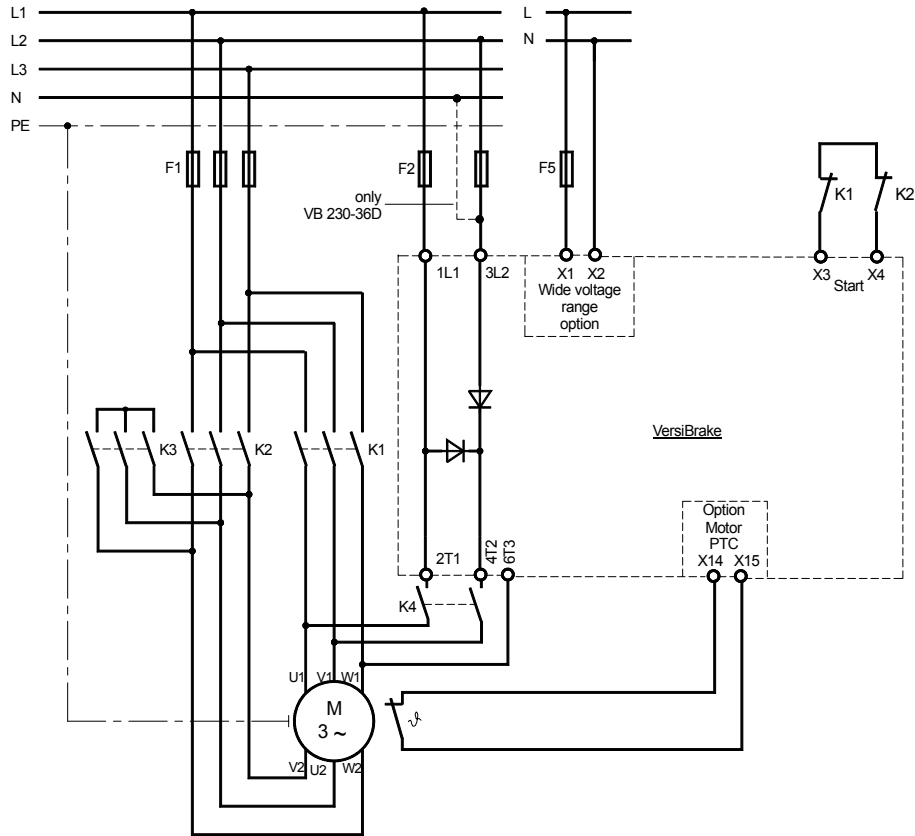 L1
L
L2
N
L3
N
PE
F1
F2
F5
K1
K2
only
VB 230-36D
1L1
3L2
X1
X2
X3
X4
Wide voltage
range
option
Start
K3
K2
K1
VersiBrake
Option
Motor
PTC
X14
X15
2T1
4T2
6T3
K4
U1
V1
W1
M
3 ~
ϑ
V2
U2
W2